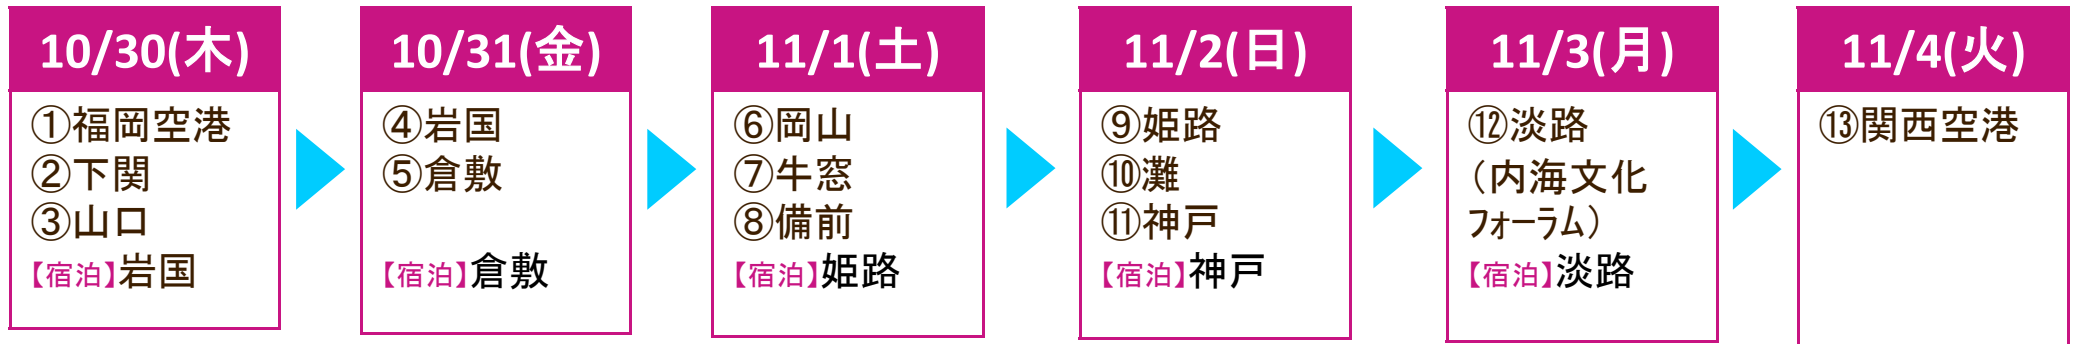 10/30(木)
①福岡空港
②下関
③山口
【宿泊】岩国
10/31(金)
④岩国
⑤倉敷
【宿泊】倉敷
11/1(土)
⑥岡山
⑦牛窓
⑧備前
【宿泊】姫路
11/2(日)
⑨姫路
⑩灘
⑪神戸
【宿泊】神戸
11/3(月)
⑫淡路
（内海文化
フォーラム）
【宿泊】淡路
11/4(火)
⑬関西空港